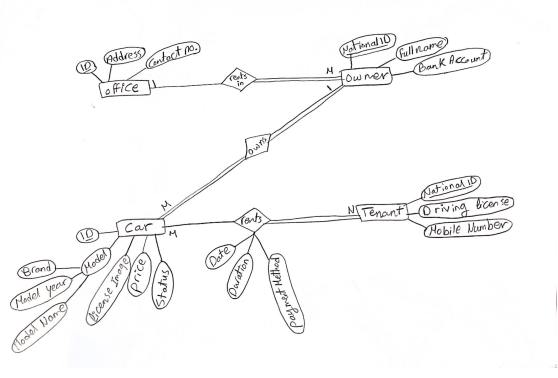 National ID
Full name
Bank Account
Address
Contact no.
ID
office
1
rents
in
M
owner
1
owns
M
ID
Car
M
rents
N
Tenant
National ID
Driving license
Mobile Number
Brand
Model
Model year
Model Name
license Image
Price
Status
Date
Duration
payment Method